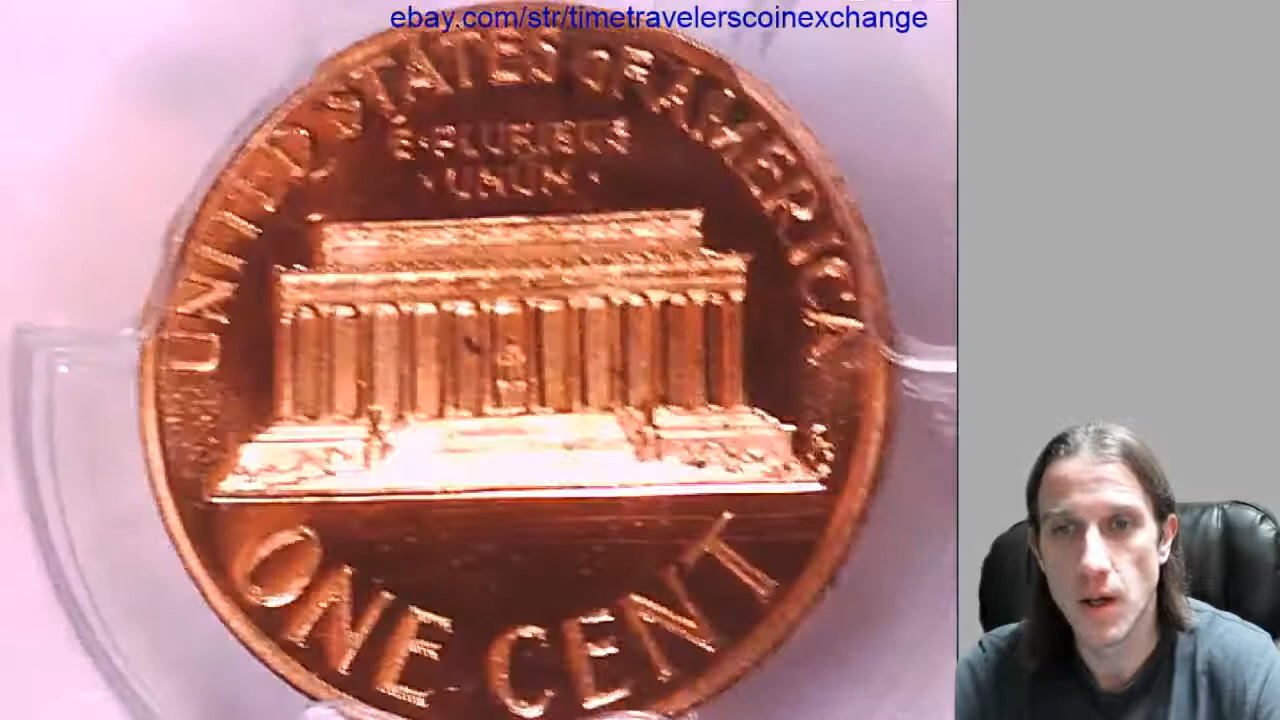 ebay.com/str/timetravelerscoinexchange
UNITED STATES OF AMERICA
E·PLURIBUS
·UNUM·
ONE CENT